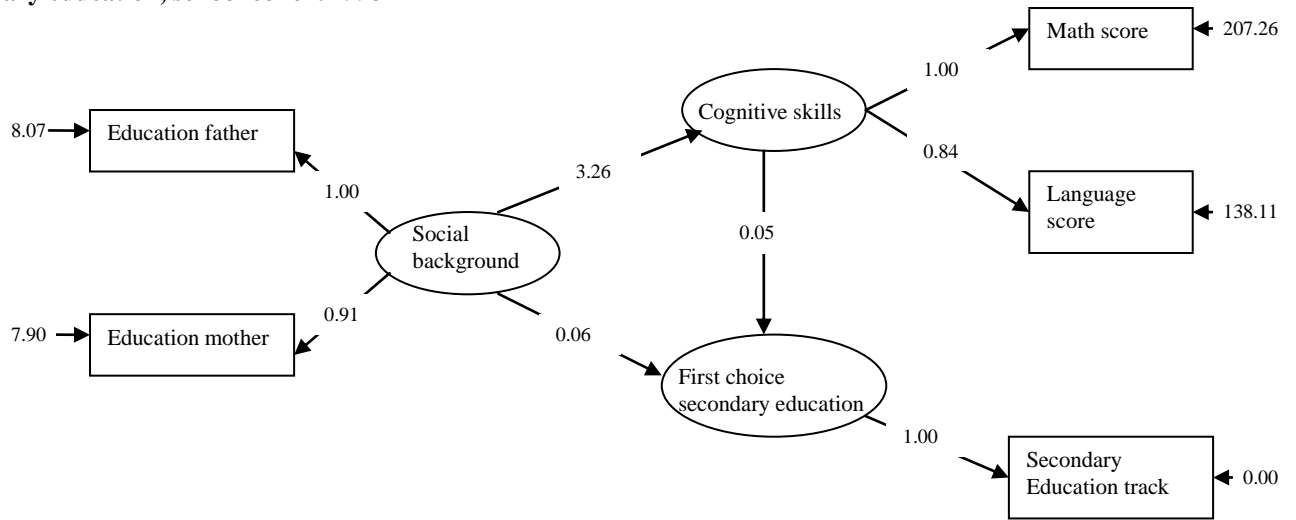 Math score
207.26
1.00
Cognitive skills
8.07
Education father
0.84
3.26
Language
score
138.11
1.00
Social
background
0.05
0.91
7.90
Education mother
0.06
First choice
secondary education
1.00
Secondary
Education track
0.00